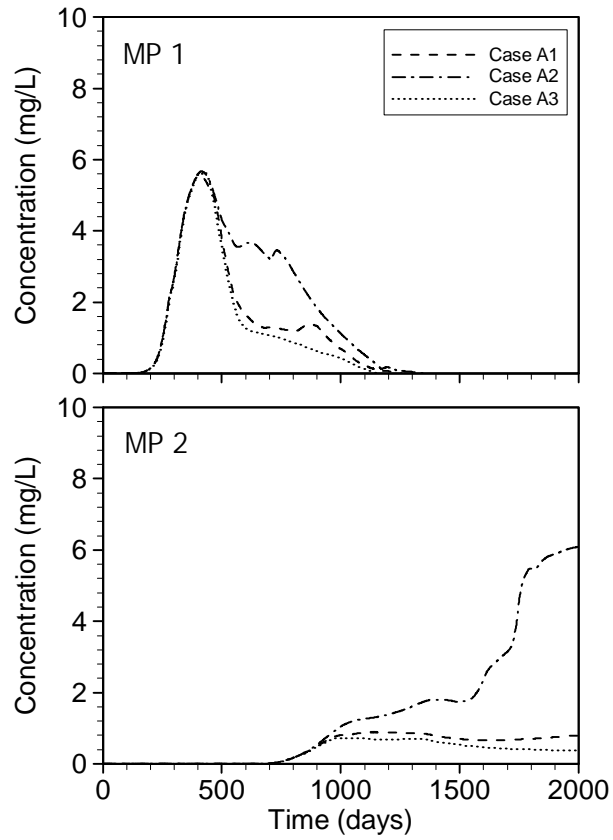 10
8
6
4
2
0
Concentration (mg/L)
MP 1
Case A1
Case A2
Case A3
10
8
6
4
2
0
Concentration (mg/L)
MP 2
0 500 1000 1500 2000
Time (days)